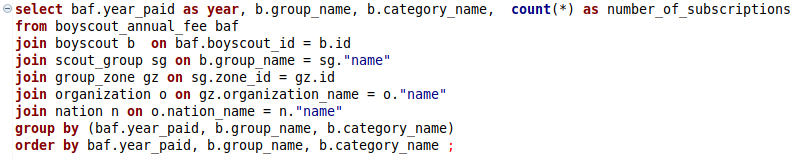 select baf.year_paid as year, b.group_name, b.category_name,  count(*) as number_of_subscriptions
from boyscout_annual_fee baf
join boyscout b  on baf.boyscout_id = b.id
join scout_group sg on b.group_name = sg."name"
join group_zone gz on sg.zone_id = gz.id
join organization o on gz.organization_name = o."name"
join nation n on o.nation_name = n."name"
group by (baf.year_paid, b.group_name, b.category_name)
order by baf.year_paid, b.group_name, b.category_name ;